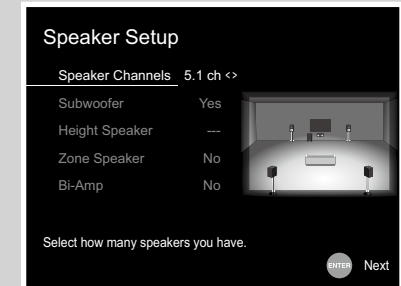 Speaker Setup
Speaker Channels 5.1 ch <>
Subwoofer Yes
Height Speaker ---
Zone Speaker No
Bi-Amp No
Select how many speakers you have.
ENTER Next